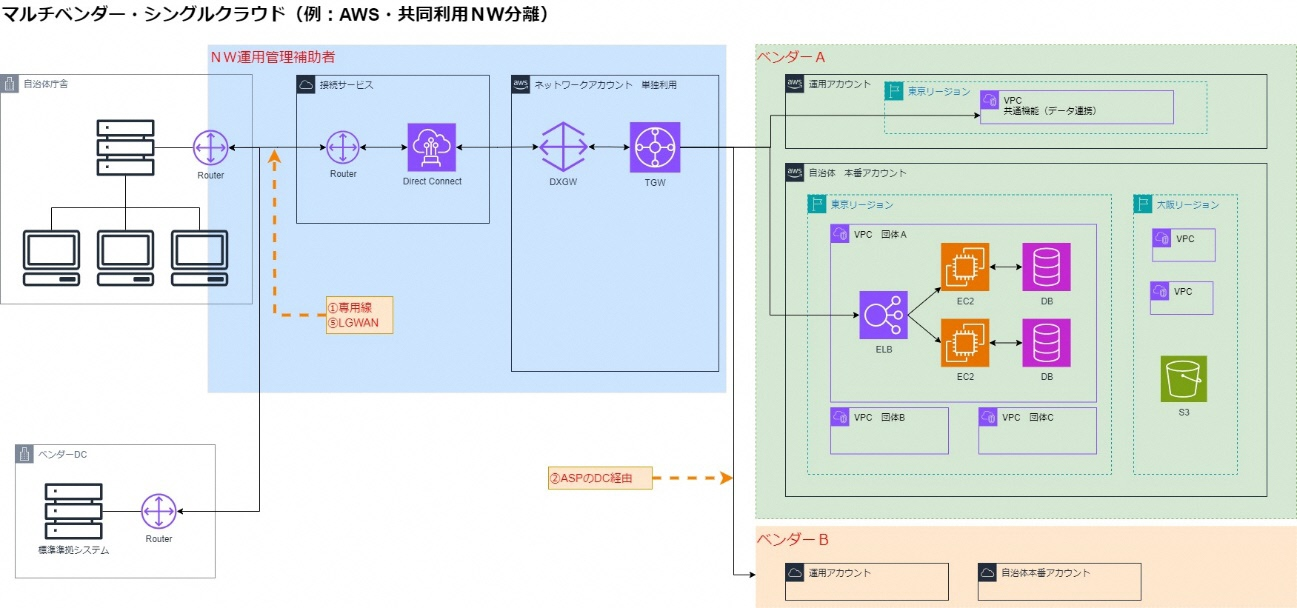 マルチベンダー・シングルクラウド（例：AWS・共同利用ＮＷ分離）
ＮＷ運用管理補助者
自治体庁舎
Router
接続サービス
Router
Direct Connect
aws
ネットワークアカウント　単独利用
DXGW
TGW
①専用線
⑤LGWAN
ベンダーDC
標準準拠システム
Router
②ASPのDC経由
ベンダーＡ
aws
運用アカウント
東京リージョン
VPC
共通機能（データ連携）
aws
自治体　本番アカウント
東京リージョン
VPC　団体A
ELB
EC2
DB
EC2
DB
VPC　団体B
VPC　団体C
大阪リージョン
VPC
VPC
S3
ベンダーＢ
運用アカウント
自治体本番アカウント